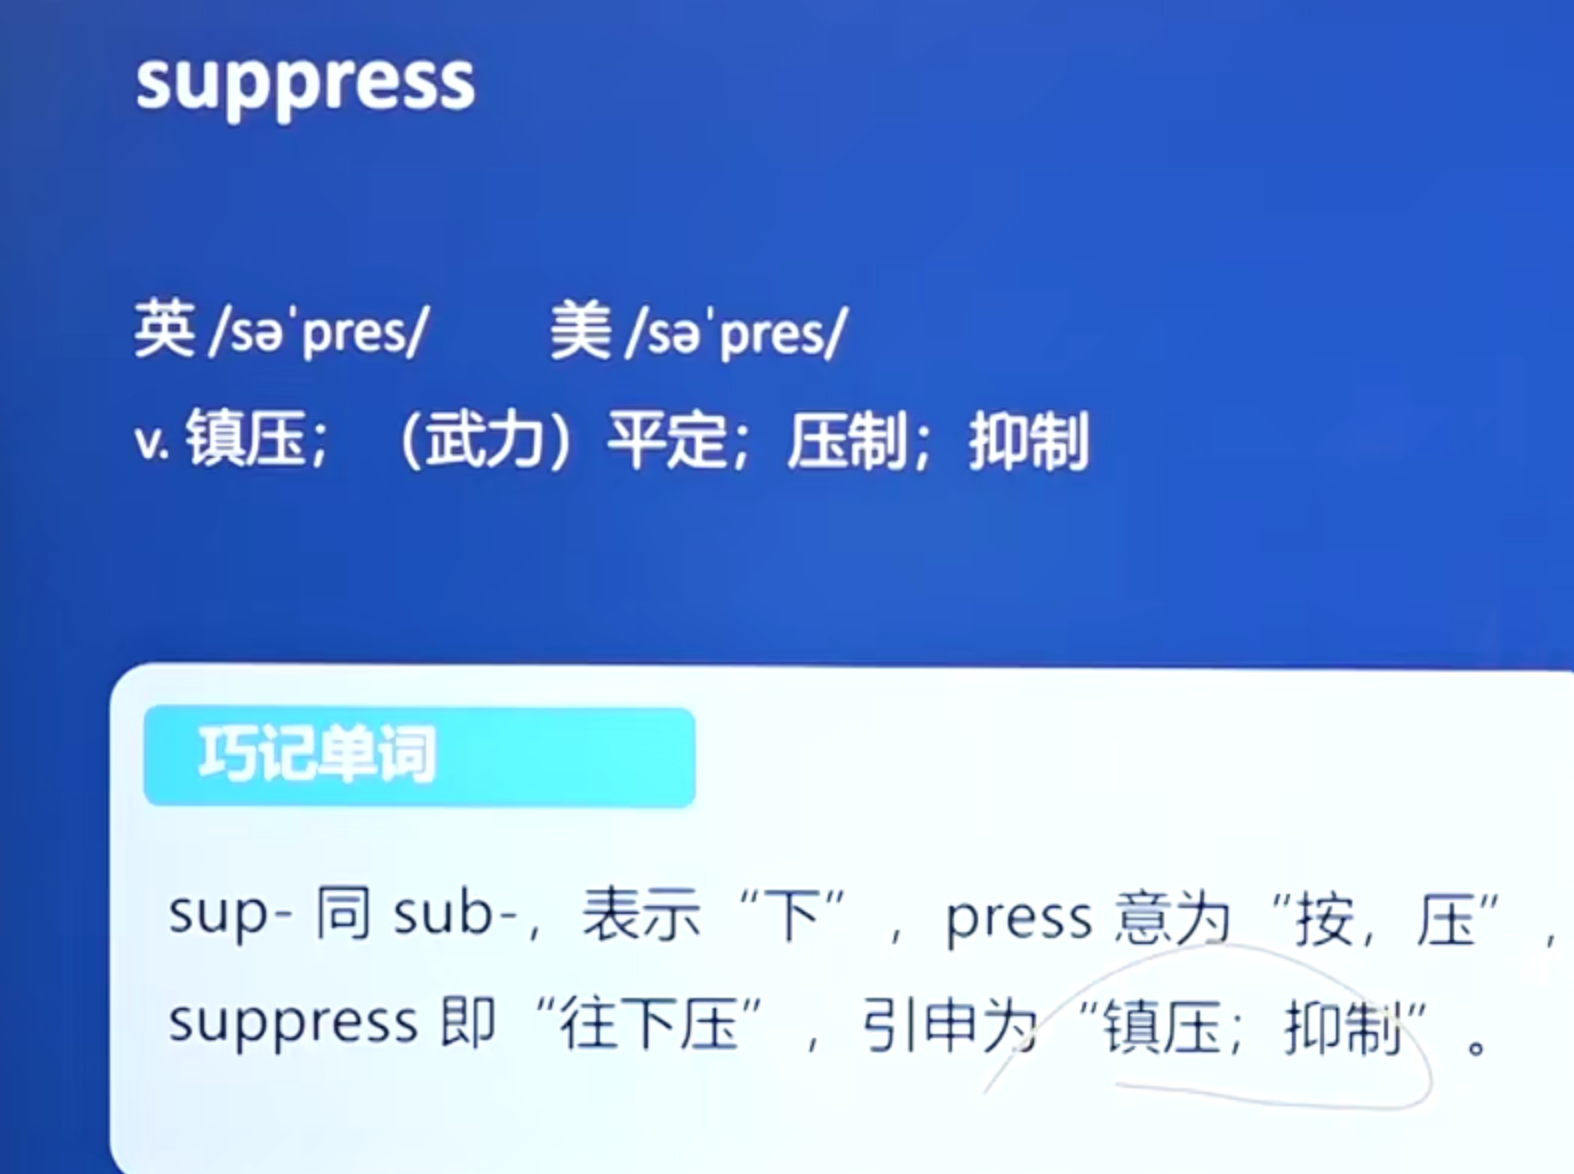 suppress
英 /səˈpres/ 美 /səˈpres/
v. 镇压；（武力）平定；压制；抑制
巧记单词
sup- 同 sub-，表示“下”，press 意为”按，压”，
suppress 即“往下压”，引申为“镇压；抑制”。